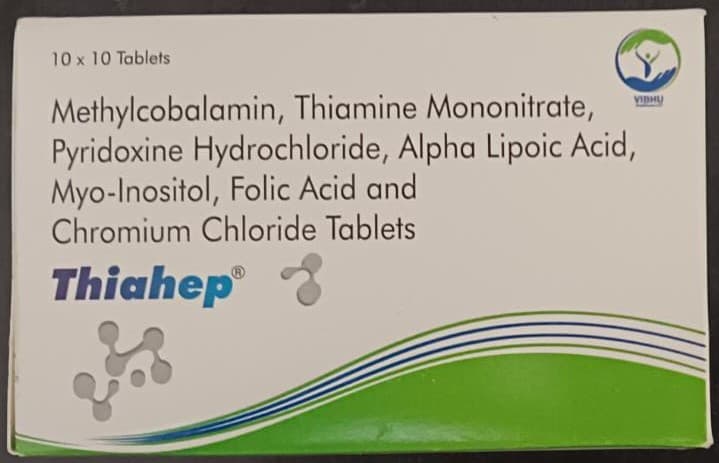 10 x 10 Tablets
VIBHU
Methylcobalamin, Thiamine Mononitrate,
Pyridoxine Hydrochloride, Alpha Lipoic Acid,
Myo-Inositol, Folic Acid and
Chromium Chloride Tablets
Thiahep®